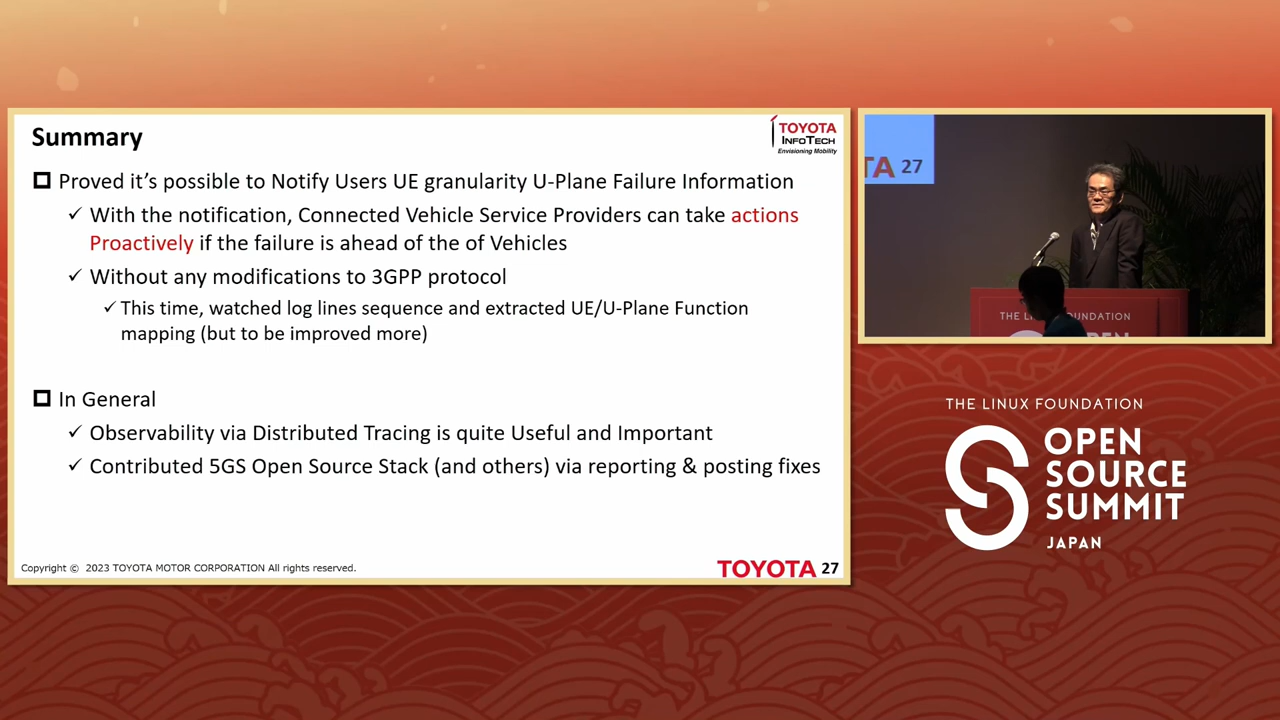 Summary
TOYOTA
INFOTECH
Envisioning Mobility
Proved it's possible to Notify Users UE granularity U-Plane Failure Information
✓ With the notification, Connected Vehicle Service Providers can take actions
Proactively if the failure is ahead of the of Vehicles
✓ Without any modifications to 3GPP protocol
✓ This time, watched log lines sequence and extracted UE/U-Plane Function
mapping (but to be improved more)
In General
✓ Observability via Distributed Tracing is quite Useful and Important
✓ Contributed 5GS Open Source Stack (and others) via reporting & posting fixes
Copyright © 2023 TOYOTA MOTOR CORPORATION All rights reserved.
TOYOTA 27
TA 27
THE LINUX FOUNDATION
OPEN
SOURCE
SUMMIT
JAPAN